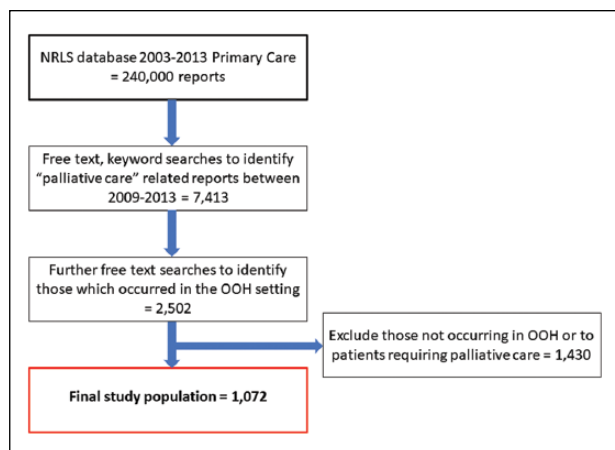 NRLS database 2003-2013 Primary Care
= 240,000 reports
Free text, keyword searches to identify
“palliative care” related reports between
2009-2013 = 7,413
Further free text searches to identify
those which occurred in the OOH setting
= 2,502
Exclude those not occurring in OOH or to
patients requiring palliative care = 1,430
Final study population = 1,072